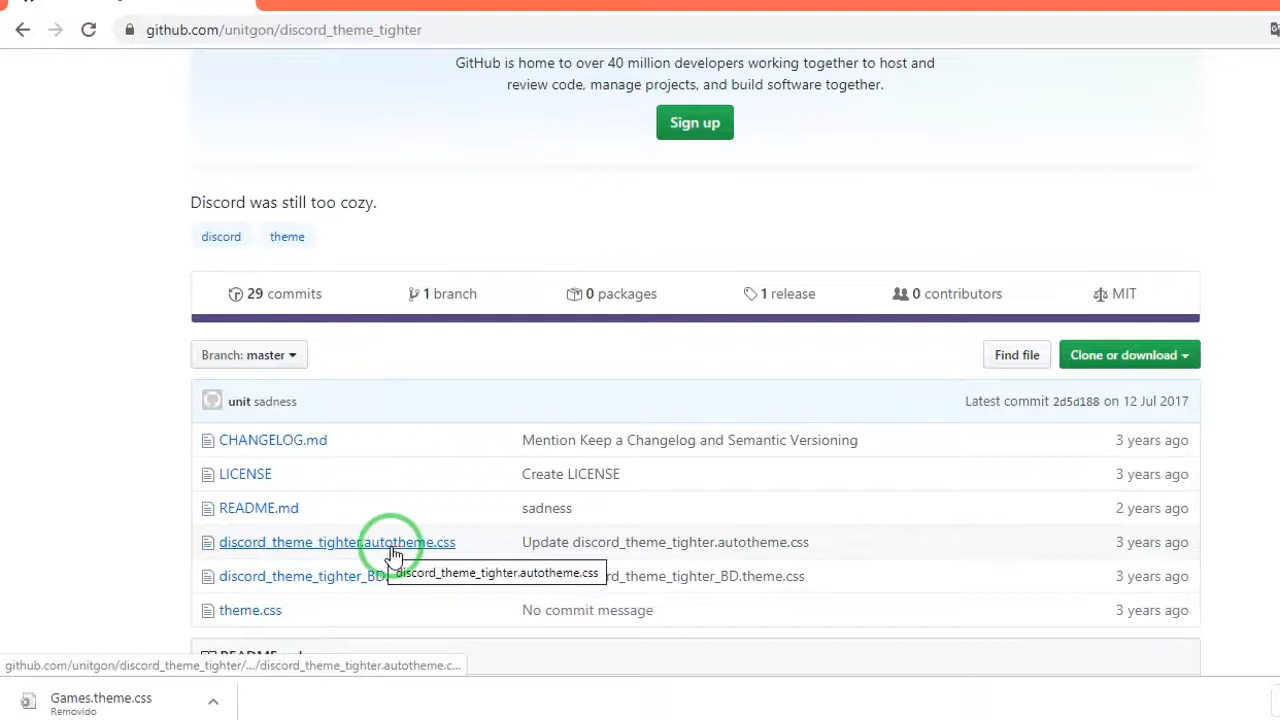 github.com/unitgon/discord_theme_tighter
GitHub is home to over 40 million developers working together to host and
review code, manage projects, and build software together.
Sign up
Discord was still too cozy.
discord theme
29 commits 1 branch 0 packages 1 release 0 contributors MIT
Branch: master Find file Clone or download
unit sadness Latest commit 2d5d188 on 12 Jul 2017
CHANGELOG.md Mention Keep a Changelog and Semantic Versioning 3 years ago
LICENSE Create LICENSE 3 years ago
README.md sadness 2 years ago
discord_theme_tighter.autotheme.css Update discord_theme_tighter.autotheme.css 3 years ago
discord_theme_tighter_BD. discord_theme_tighter.autotheme.css rd_theme_tighter_BD.theme.css 3 years ago
theme.css No commit message 3 years ago
github.com/unitgon/discord_theme_tighter/.../discord_theme_tighter.autotheme.c...
Games.theme.css
Removido